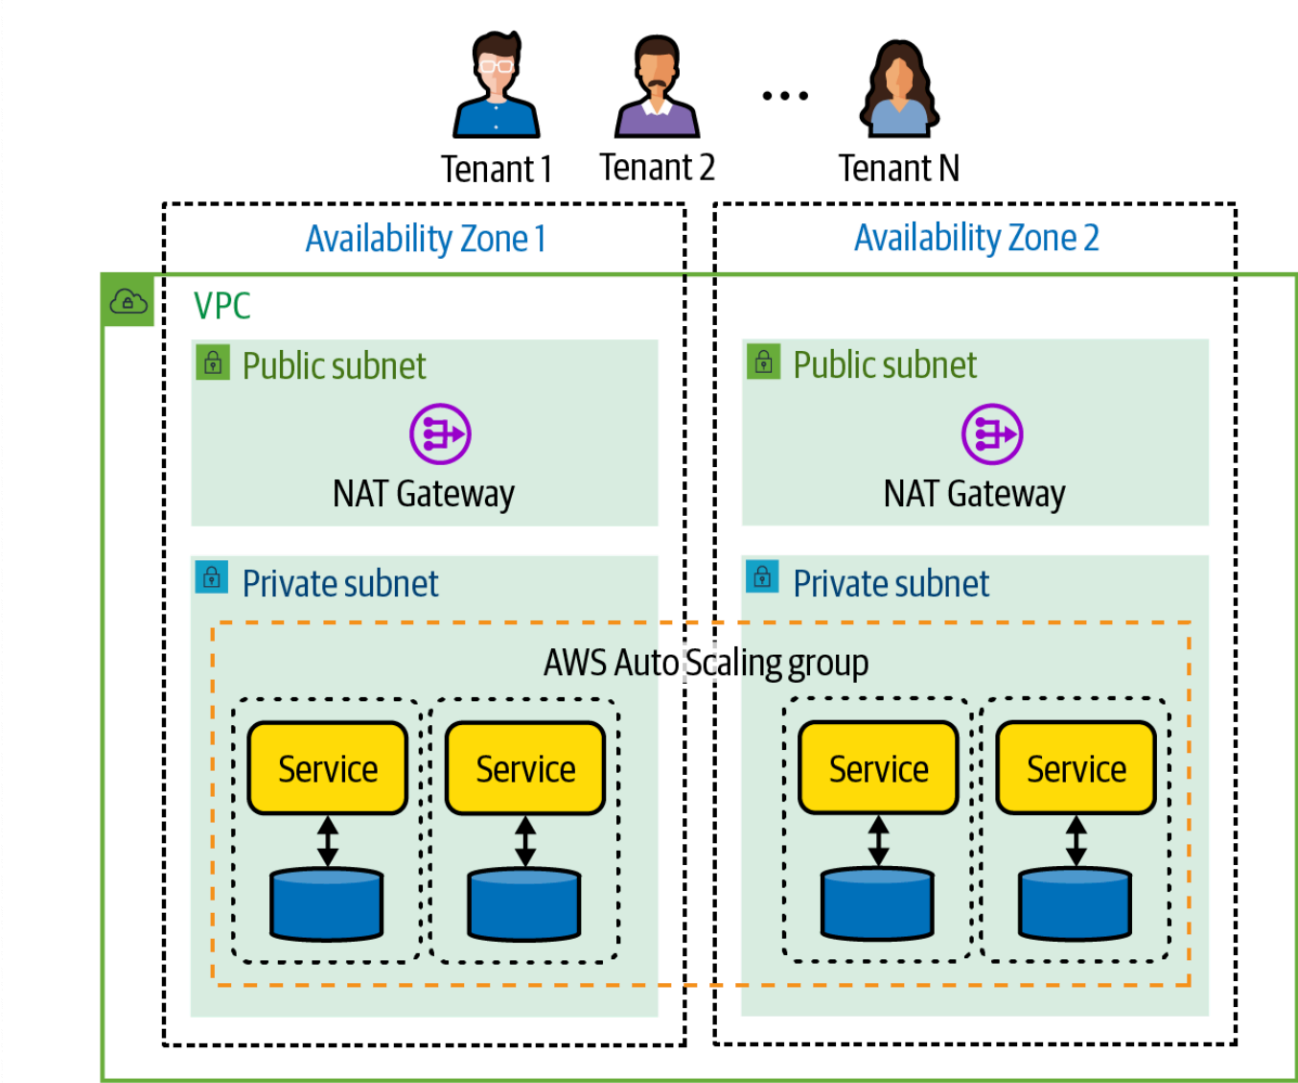 Tenant 1
Tenant 2
...
Tenant N
Availability Zone 1
Availability Zone 2
VPC
Public subnet
Public subnet
NAT Gateway
NAT Gateway
Private subnet
Private subnet
AWS Auto Scaling group
Service
Service
Service
Service